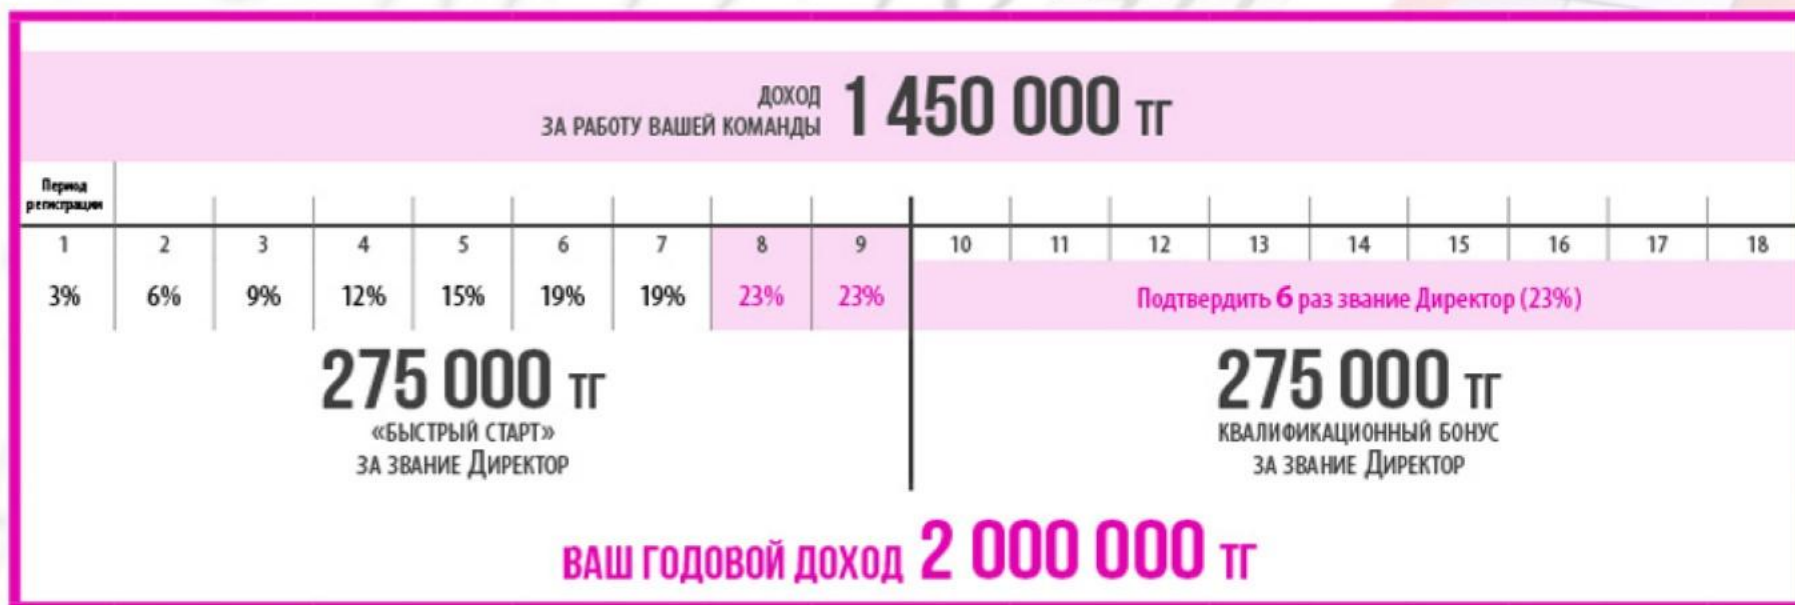 ДОХОД
ЗА РАБОТУ ВАШЕЙ КОМАНДЫ 1 450 000 ТГ
Период
регистрации
1 2 3 4 5 6 7 8 9 10 11 12 13 14 15 16 17 18
3% 6% 9% 12% 15% 19% 19% 23% 23% Подтвердить 6 раз звание Директор (23%)
275 000 ТГ 275 000 ТГ
«БЫСТРЫЙ СТАРТ» КВАЛИФИКАЦИОННЫЙ БОНУС
ЗА ЗВАНИЕ ДИРЕКТОР ЗА ЗВАНИЕ ДИРЕКТОР
ВАШ ГОДОВОЙ ДОХОД 2 000 000 ТГ